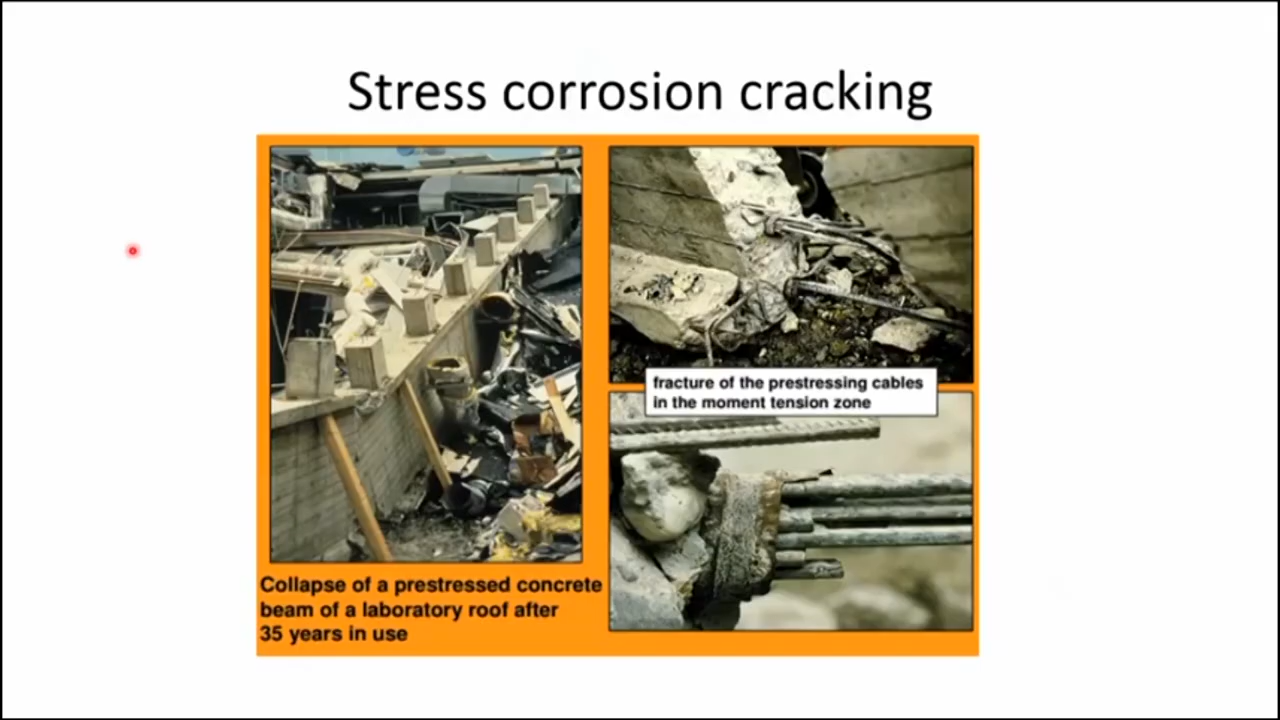 Stress corrosion cracking
fracture of the prestressing cables
in the moment tension zone
Collapse of a prestressed concrete
beam of a laboratory roof after
35 years in use